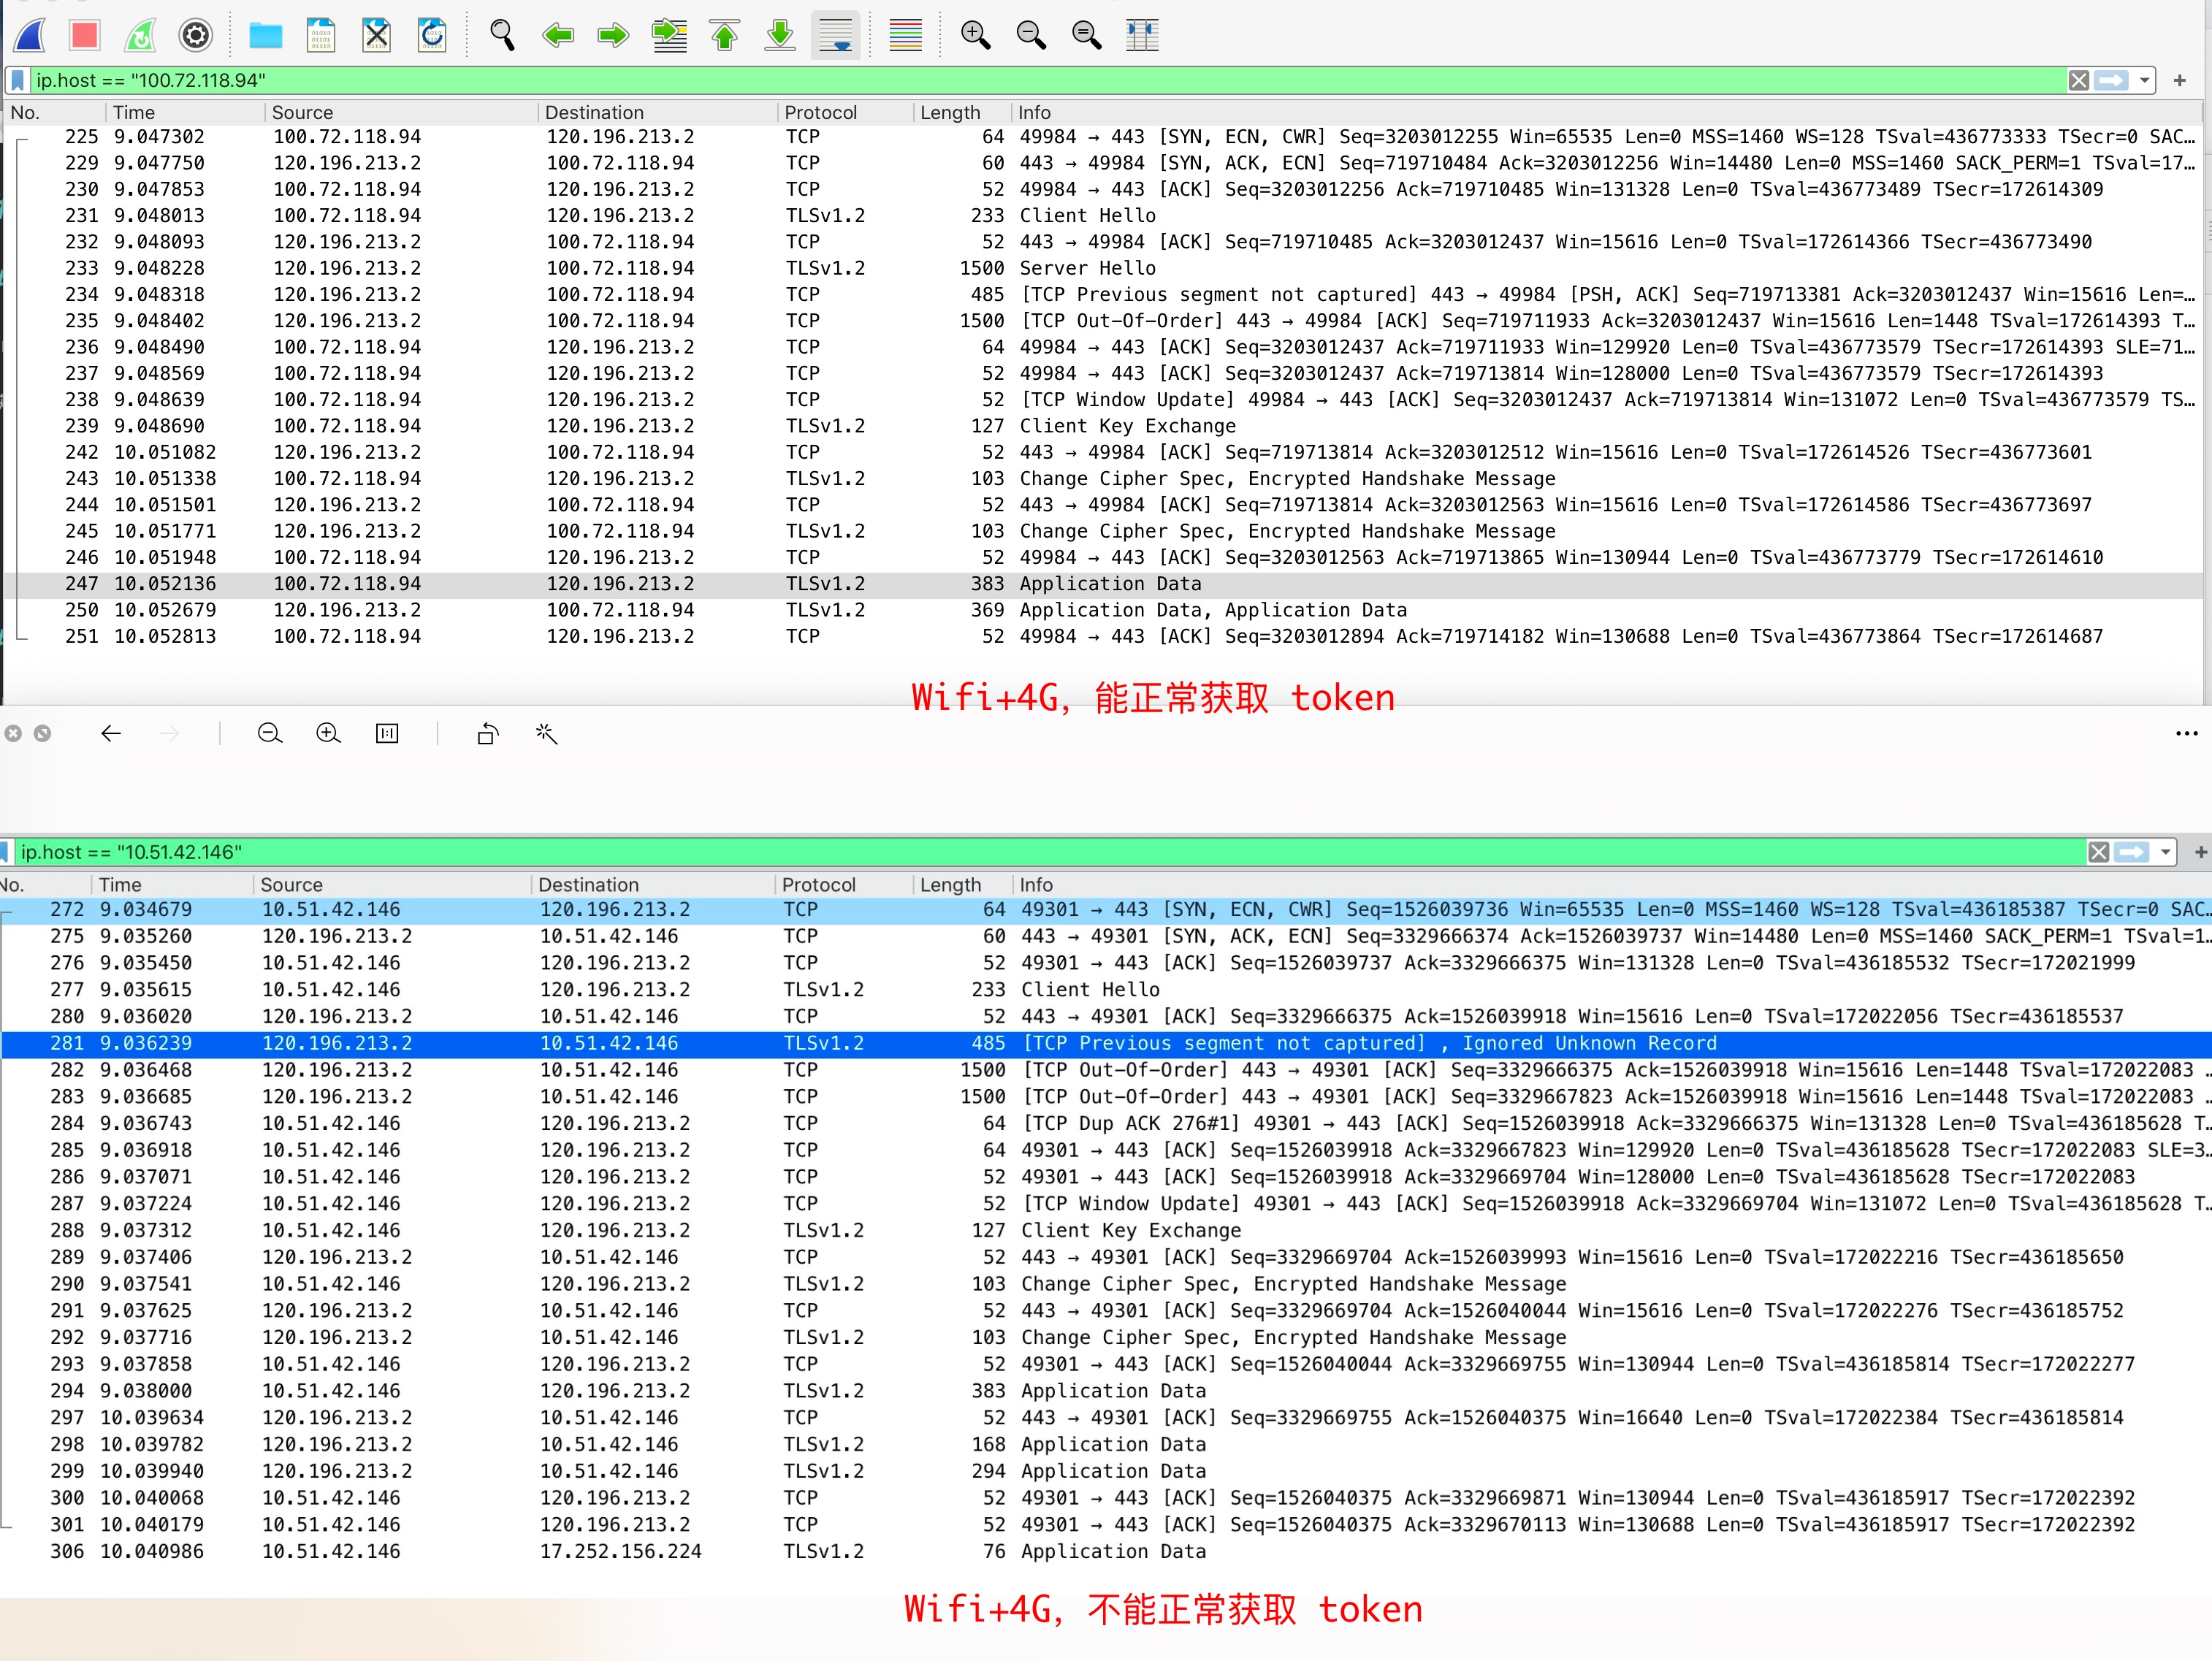 ip.host == "100.72.118.94"
No. Time Source Destination Protocol Length Info
225 9.047302 100.72.118.94 120.196.213.2 TCP 64 49984 → 443 [SYN, ECN, CWR] Seq=3203012255 Win=65535 Len=0 MSS=1460 WS=128 TSval=436773333 TSecr=0 SAC…
229 9.047750 120.196.213.2 100.72.118.94 TCP 60 443 → 49984 [SYN, ACK, ECN] Seq=719710484 Ack=3203012256 Win=14480 Len=0 MSS=1460 SACK_PERM=1 TSval=17…
230 9.047853 100.72.118.94 120.196.213.2 TCP 52 49984 → 443 [ACK] Seq=3203012256 Ack=719710485 Win=131328 Len=0 TSval=436773489 TSecr=172614309
231 9.048013 100.72.118.94 120.196.213.2 TLSv1.2 233 Client Hello
232 9.048093 120.196.213.2 100.72.118.94 TCP 52 443 → 49984 [ACK] Seq=719710485 Ack=3203012437 Win=15616 Len=0 TSval=172614366 TSecr=436773490
233 9.048228 120.196.213.2 100.72.118.94 TLSv1.2 1500 Server Hello
234 9.048318 120.196.213.2 100.72.118.94 TCP 485 [TCP Previous segment not captured] 443 → 49984 [PSH, ACK] Seq=719713381 Ack=3203012437 Win=15616 Len=…
235 9.048402 120.196.213.2 100.72.118.94 TCP 1500 [TCP Out-Of-Order] 443 → 49984 [ACK] Seq=719711933 Ack=3203012437 Win=15616 Len=1448 TSval=172614393 T…
236 9.048490 100.72.118.94 120.196.213.2 TCP 64 49984 → 443 [ACK] Seq=3203012437 Ack=719711933 Win=129920 Len=0 TSval=436773579 TSecr=172614393 SLE=71…
237 9.048569 100.72.118.94 120.196.213.2 TCP 52 49984 → 443 [ACK] Seq=3203012437 Ack=719713814 Win=128000 Len=0 TSval=436773579 TSecr=172614393
238 9.048639 100.72.118.94 120.196.213.2 TCP 52 [TCP Window Update] 49984 → 443 [ACK] Seq=3203012437 Ack=719713814 Win=131072 Len=0 TSval=436773579 TS…
239 9.048690 100.72.118.94 120.196.213.2 TLSv1.2 127 Client Key Exchange
242 10.051082 120.196.213.2 100.72.118.94 TCP 52 443 → 49984 [ACK] Seq=719713814 Ack=3203012512 Win=15616 Len=0 TSval=172614526 TSecr=436773601
243 10.051338 100.72.118.94 120.196.213.2 TLSv1.2 103 Change Cipher Spec, Encrypted Handshake Message
244 10.051501 120.196.213.2 100.72.118.94 TCP 52 443 → 49984 [ACK] Seq=719713814 Ack=3203012563 Win=15616 Len=0 TSval=172614586 TSecr=436773697
245 10.051771 120.196.213.2 100.72.118.94 TLSv1.2 103 Change Cipher Spec, Encrypted Handshake Message
246 10.051948 100.72.118.94 120.196.213.2 TCP 52 49984 → 443 [ACK] Seq=3203012563 Ack=719713865 Win=130944 Len=0 TSval=436773779 TSecr=172614610
247 10.052136 100.72.118.94 120.196.213.2 TLSv1.2 383 Application Data
250 10.052679 120.196.213.2 100.72.118.94 TLSv1.2 369 Application Data, Application Data
251 10.052813 100.72.118.94 120.196.213.2 TCP 52 49984 → 443 [ACK] Seq=3203012894 Ack=719714182 Win=130688 Len=0 TSval=436773864 TSecr=172614687
Wifi+4G, 能正常获取 token
ip.host == "10.51.42.146"
No. Time Source Destination Protocol Length Info
272 9.034679 10.51.42.146 120.196.213.2 TCP 64 49301 → 443 [SYN, ECN, CWR] Seq=1526039736 Win=65535 Len=0 MSS=1460 WS=128 TSval=436185387 TSecr=0 SAC…
275 9.035260 120.196.213.2 10.51.42.146 TCP 60 443 → 49301 [SYN, ACK, ECN] Seq=3329666374 Ack=1526039737 Win=14480 Len=0 MSS=1460 SACK_PERM=1 TSval=1…
276 9.035450 10.51.42.146 120.196.213.2 TCP 52 49301 → 443 [ACK] Seq=1526039737 Ack=3329666375 Win=131328 Len=0 TSval=436185532 TSecr=172021999
277 9.035615 10.51.42.146 120.196.213.2 TLSv1.2 233 Client Hello
280 9.036020 120.196.213.2 10.51.42.146 TCP 52 443 → 49301 [ACK] Seq=3329666375 Ack=1526039918 Win=15616 Len=0 TSval=172022056 TSecr=436185537
281 9.036239 120.196.213.2 10.51.42.146 TLSv1.2 485 [TCP Previous segment not captured] , Ignored Unknown Record
282 9.036468 120.196.213.2 10.51.42.146 TCP 1500 [TCP Out-Of-Order] 443 → 49301 [ACK] Seq=3329666375 Ack=1526039918 Win=15616 Len=1448 TSval=172022083 …
283 9.036685 120.196.213.2 10.51.42.146 TCP 1500 [TCP Out-Of-Order] 443 → 49301 [ACK] Seq=3329667823 Ack=1526039918 Win=15616 Len=1448 TSval=172022083 …
284 9.036743 10.51.42.146 120.196.213.2 TCP 64 [TCP Dup ACK 276#1] 49301 → 443 [ACK] Seq=1526039918 Ack=3329666375 Win=131328 Len=0 TSval=436185628 T…
285 9.036918 10.51.42.146 120.196.213.2 TCP 64 49301 → 443 [ACK] Seq=1526039918 Ack=3329667823 Win=129920 Len=0 TSval=436185628 TSecr=172022083 SLE=3…
286 9.037071 10.51.42.146 120.196.213.2 TCP 52 49301 → 443 [ACK] Seq=1526039918 Ack=3329669704 Win=128000 Len=0 TSval=436185628 TSecr=172022083
287 9.037224 10.51.42.146 120.196.213.2 TCP 52 [TCP Window Update] 49301 → 443 [ACK] Seq=1526039918 Ack=3329669704 Win=131072 Len=0 TSval=436185628 T…
288 9.037312 10.51.42.146 120.196.213.2 TLSv1.2 127 Client Key Exchange
289 9.037406 120.196.213.2 10.51.42.146 TCP 52 443 → 49301 [ACK] Seq=3329669704 Ack=1526039993 Win=15616 Len=0 TSval=172022216 TSecr=436185650
290 9.037541 10.51.42.146 120.196.213.2 TLSv1.2 103 Change Cipher Spec, Encrypted Handshake Message
291 9.037625 120.196.213.2 10.51.42.146 TCP 52 443 → 49301 [ACK] Seq=3329669704 Ack=1526040044 Win=15616 Len=0 TSval=172022276 TSecr=436185752
292 9.037716 120.196.213.2 10.51.42.146 TLSv1.2 103 Change Cipher Spec, Encrypted Handshake Message
293 9.037858 10.51.42.146 120.196.213.2 TCP 52 49301 → 443 [ACK] Seq=1526040044 Ack=3329669755 Win=130944 Len=0 TSval=436185814 TSecr=172022277
294 9.038000 10.51.42.146 120.196.213.2 TLSv1.2 383 Application Data
297 10.039634 120.196.213.2 10.51.42.146 TCP 52 443 → 49301 [ACK] Seq=3329669755 Ack=1526040375 Win=16640 Len=0 TSval=172022384 TSecr=436185814
298 10.039782 120.196.213.2 10.51.42.146 TLSv1.2 168 Application Data
299 10.039940 120.196.213.2 10.51.42.146 TLSv1.2 294 Application Data
300 10.040068 10.51.42.146 120.196.213.2 TCP 52 49301 → 443 [ACK] Seq=1526040375 Ack=3329669871 Win=130944 Len=0 TSval=436185917 TSecr=172022392
301 10.040179 10.51.42.146 120.196.213.2 TCP 52 49301 → 443 [ACK] Seq=1526040375 Ack=3329670113 Win=130688 Len=0 TSval=436185917 TSecr=172022392
306 10.040986 10.51.42.146 17.252.156.224 TLSv1.2 76 Application Data
Wifi+4G, 不能正常获取 token